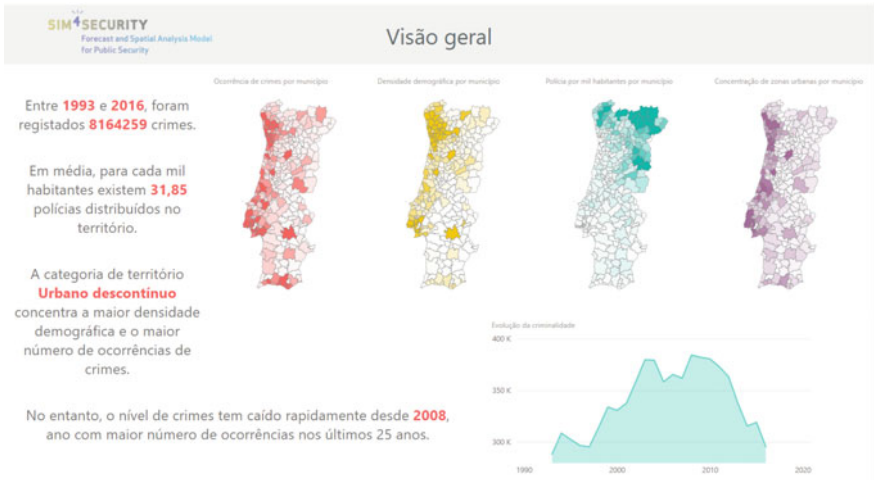 SIM4SECURITY
Forecast and Spatial Analysis Model
for Public Security
Visão geral
Ocorrência de crimes por município
Densidade demográfica por município
Polícia por mil habitantes por município
Concentração de zonas urbanas por município
Entre 1993 e 2016, foram
registados 8164259 crimes.
Em média, para cada mil
habitantes existem 31,85
polícias distribuídos no
território.
A categoria de território
Urbano descontínuo
concentra a maior densidade
demográfica e o maior
número de ocorrências de
crimes.
No entanto, o nível de crimes tem caído rapidamente desde 2008,
ano com maior número de ocorrências nos últimos 25 anos.
Evolução da criminalidade
400 K
350 K
300 K
1990
2000
2010
2020